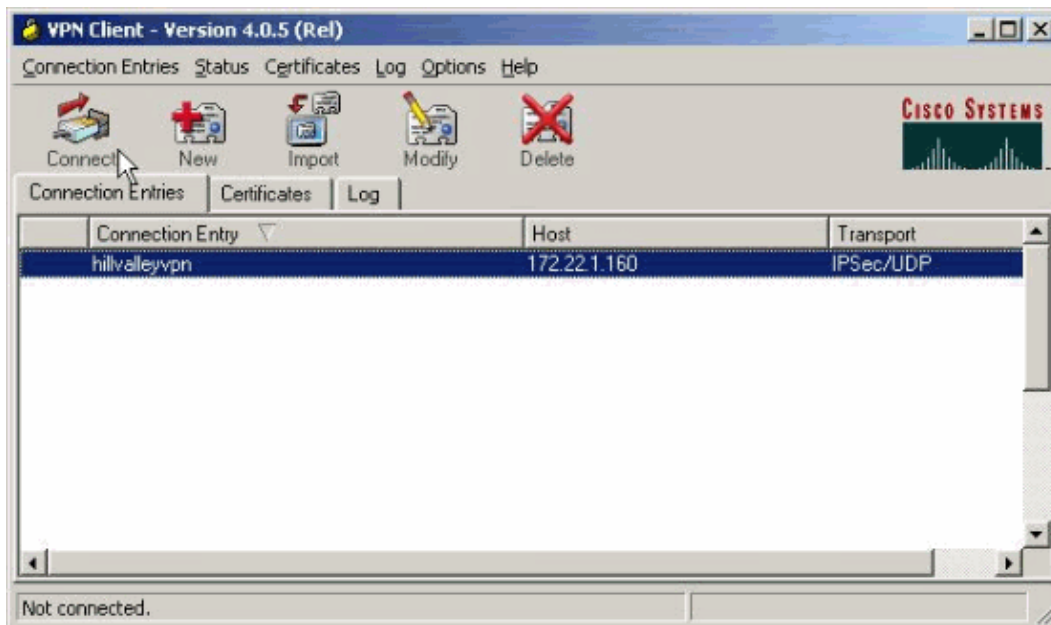 VPN Client - Version 4.0.5 (Rel)
Connection Entries Status Certificates Log Options Help
Connect New Import Modify Delete
CISCO SYSTEMS
Connection Entries Certificates Log
Connection Entry Host Transport
hillvalleyvpn 172.22.1.160 IPSec/UDP
Not connected.